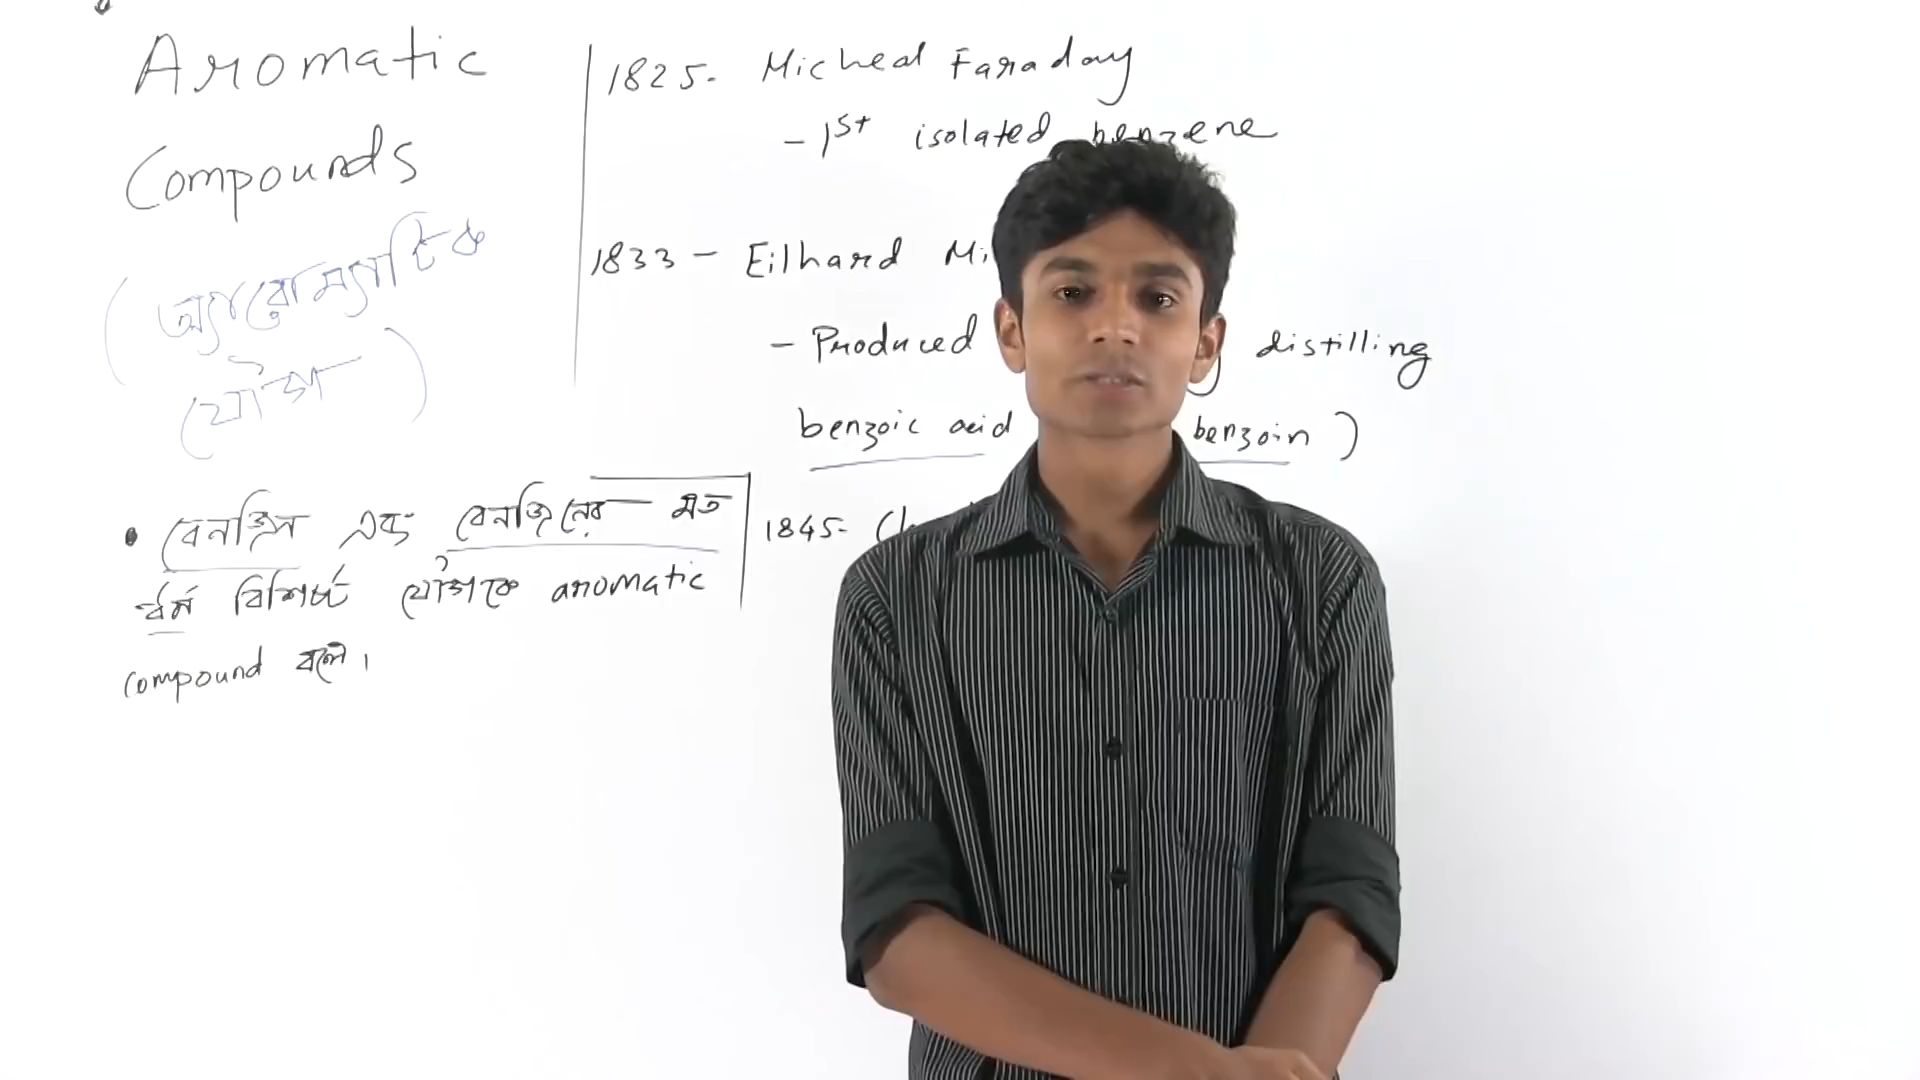 Aromatic
Compounds
(অ্যারোম্যাটিক
যৌগ)
• বেনজিন এবং বেনজিনের মত
ধর্ম বিশিষ্ট যৌগকে aromatic
compound বলে।
1825- Micheal Faraday
- 1st isolated benzene
1833 - Eilhard Mi
- Produced distilling
benzoic acid benzoin)
1845-